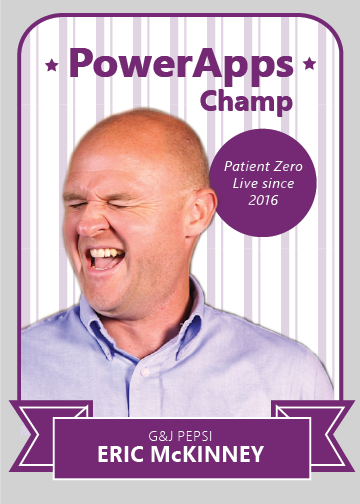 PowerApps
Champ
Patient Zero
Live since
2016
G&J PEPSI
ERIC McKINNEY